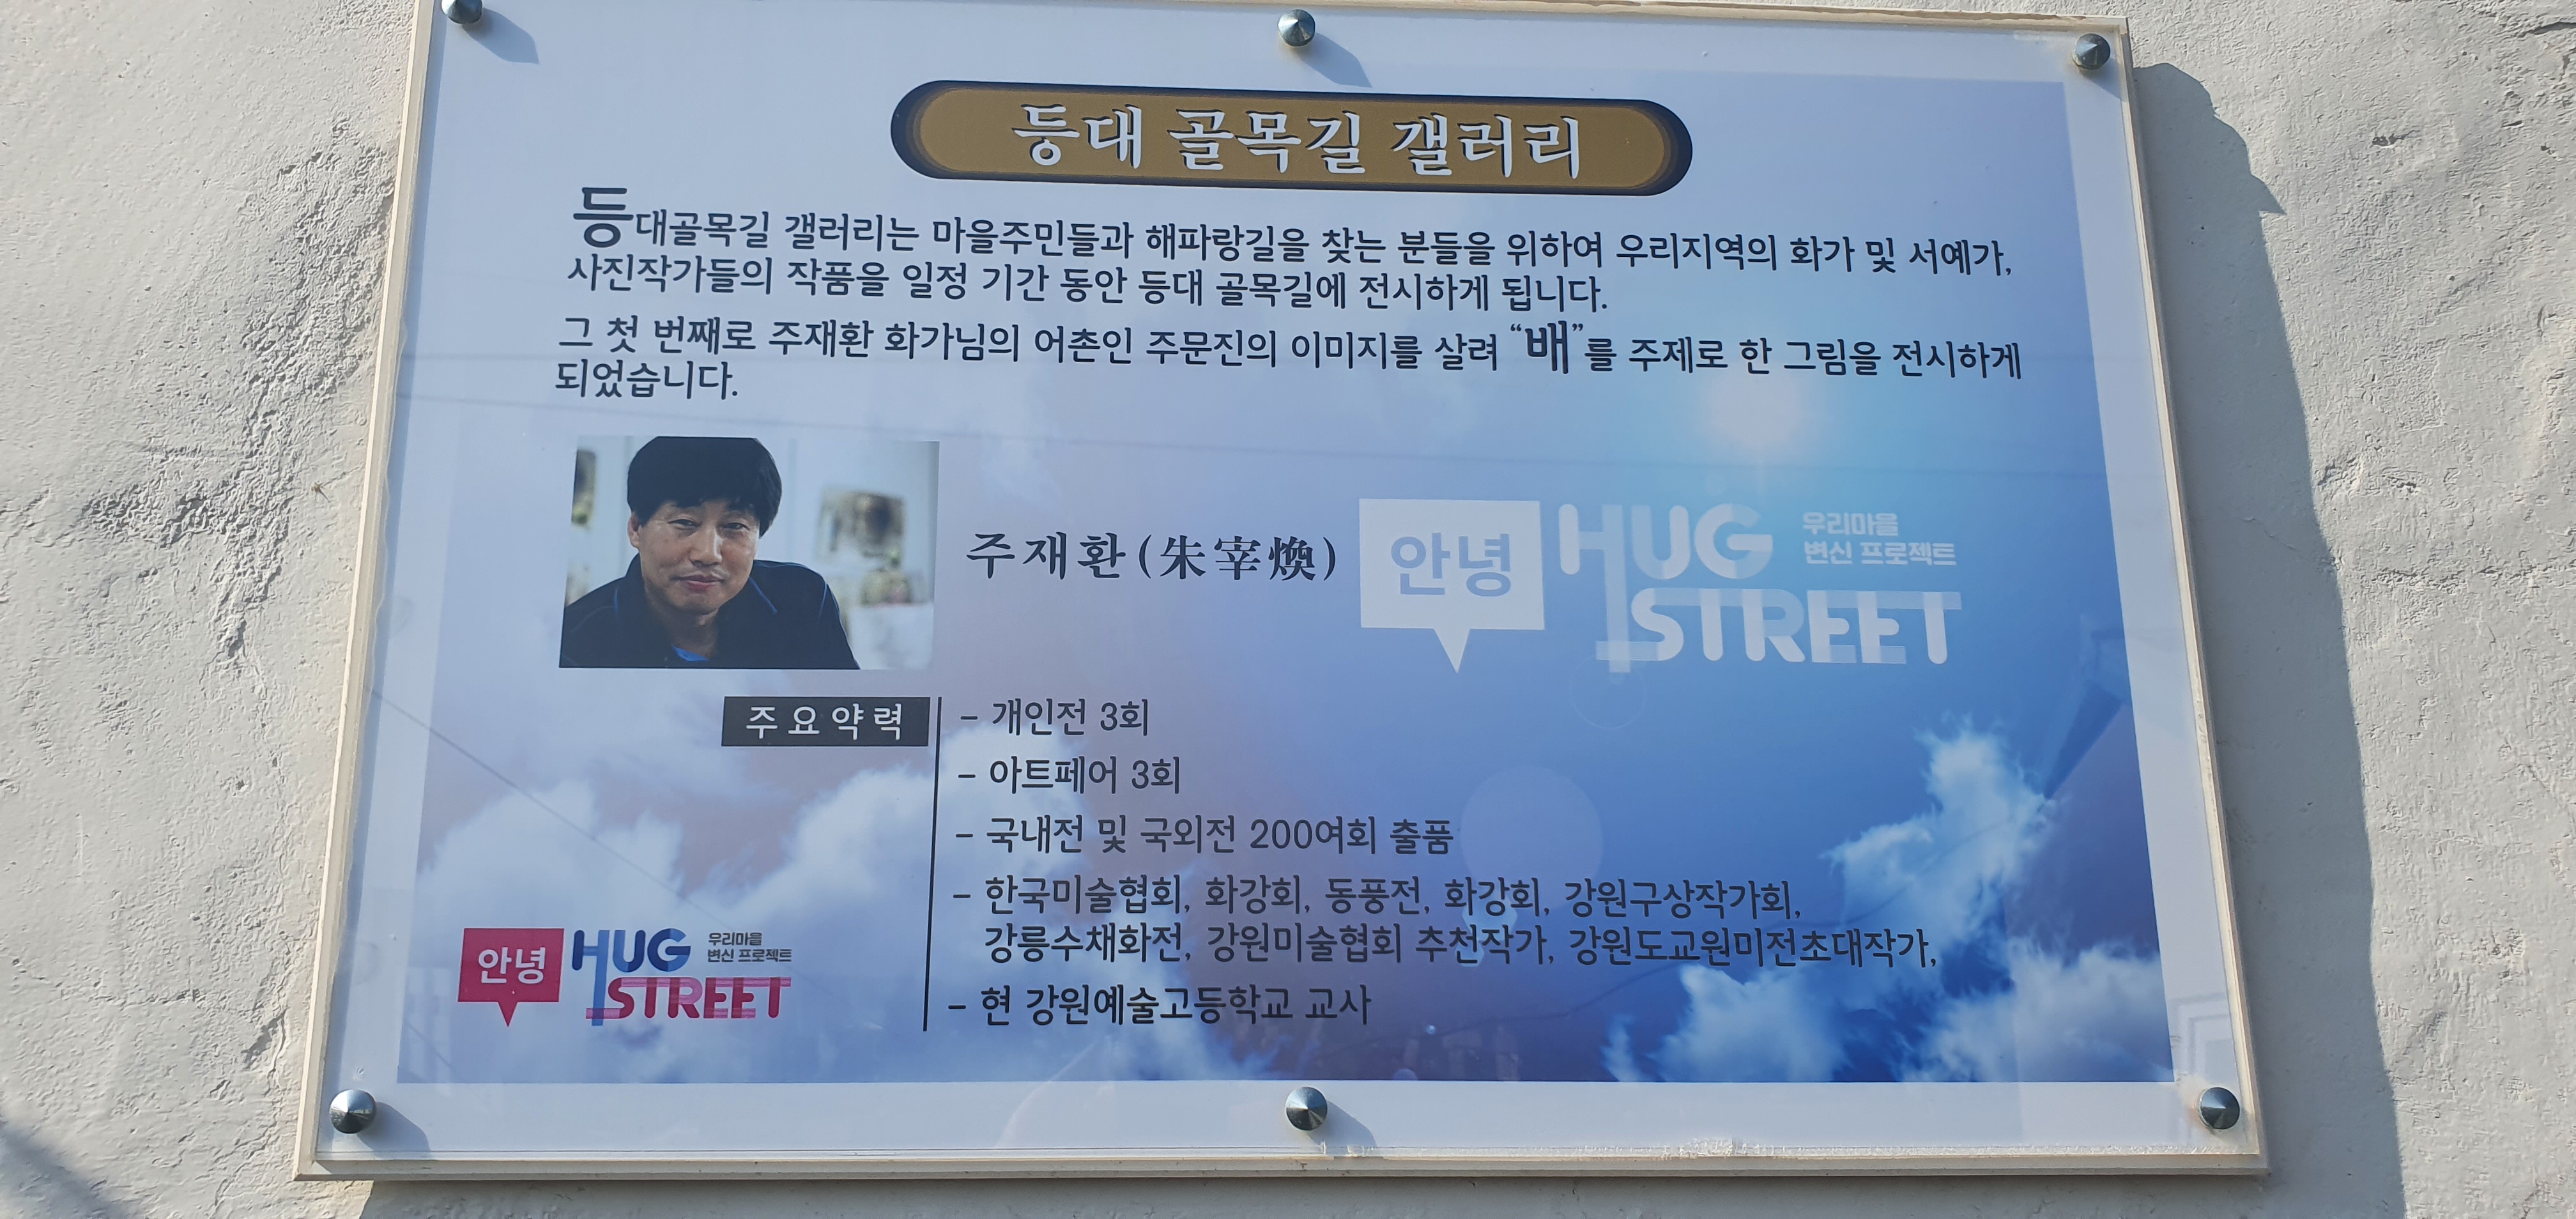 등대 골목길 갤러리
등대골목길 갤러리는 마을주민들과 해파랑길을 찾는 분들을 위하여 우리지역의 화가 및 서예가,
사진작가들의 작품을 일정 기간 동안 등대 골목길에 전시하게 됩니다.
그 첫 번째로 주재환 화가님의 어촌인 주문진의 이미지를 살려 “배”를 주제로 한 그림을 전시하게
되었습니다.
주재환(朱宰煥)
안녕 HUG 우리마을
변신 프로젝트
STREET
주요약력
- 개인전 3회
- 아트페어 3회
- 국내전 및 국외전 200여회 출품
- 한국미술협회, 화강회, 동풍전, 화강회, 강원구상작가회,
강릉수채화전, 강원미술협회 추천작가, 강원도교원미전초대작가,
- 현 강원예술고등학교 교사
안녕 HUG 우리마을
변신 프로젝트
STREET